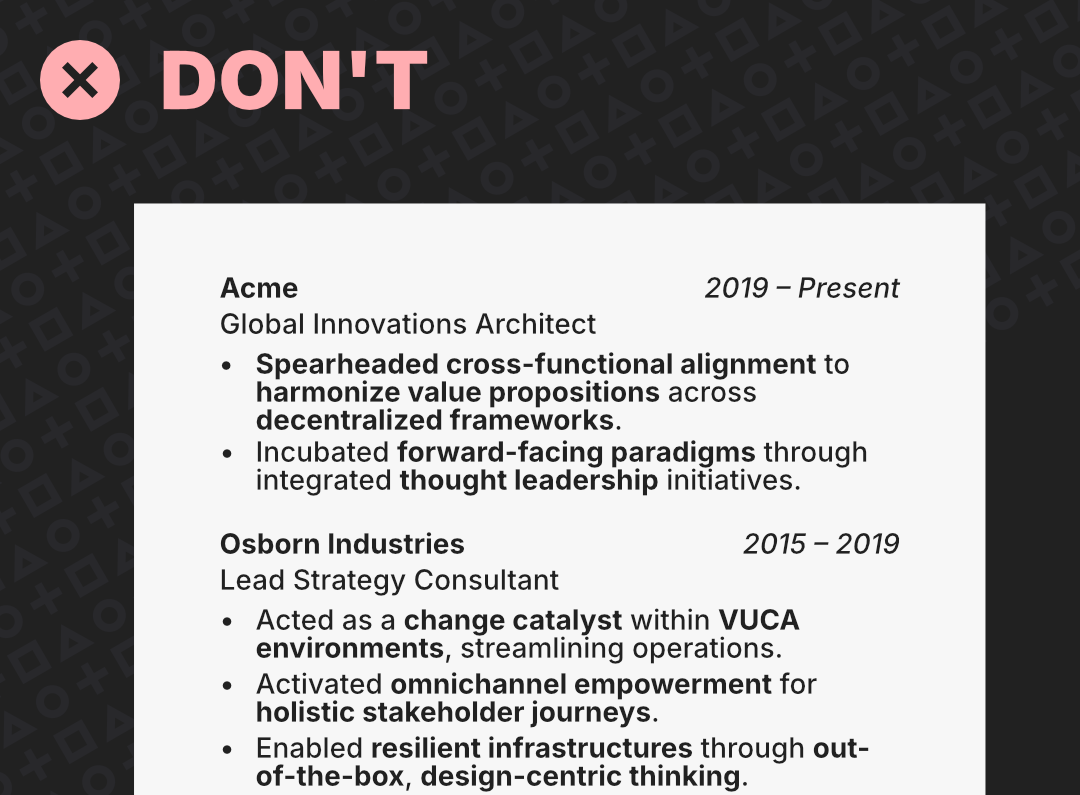 DON'T
Acme 2019 – Present
Global Innovations Architect
• Spearheaded cross-functional alignment to
harmonize value propositions across
decentralized frameworks.
• Incubated forward-facing paradigms through
integrated thought leadership initiatives.
Osborn Industries 2015 – 2019
Lead Strategy Consultant
• Acted as a change catalyst within VUCA
environments, streamlining operations.
• Activated omnichannel empowerment for
holistic stakeholder journeys.
• Enabled resilient infrastructures through out-
of-the-box, design-centric thinking.